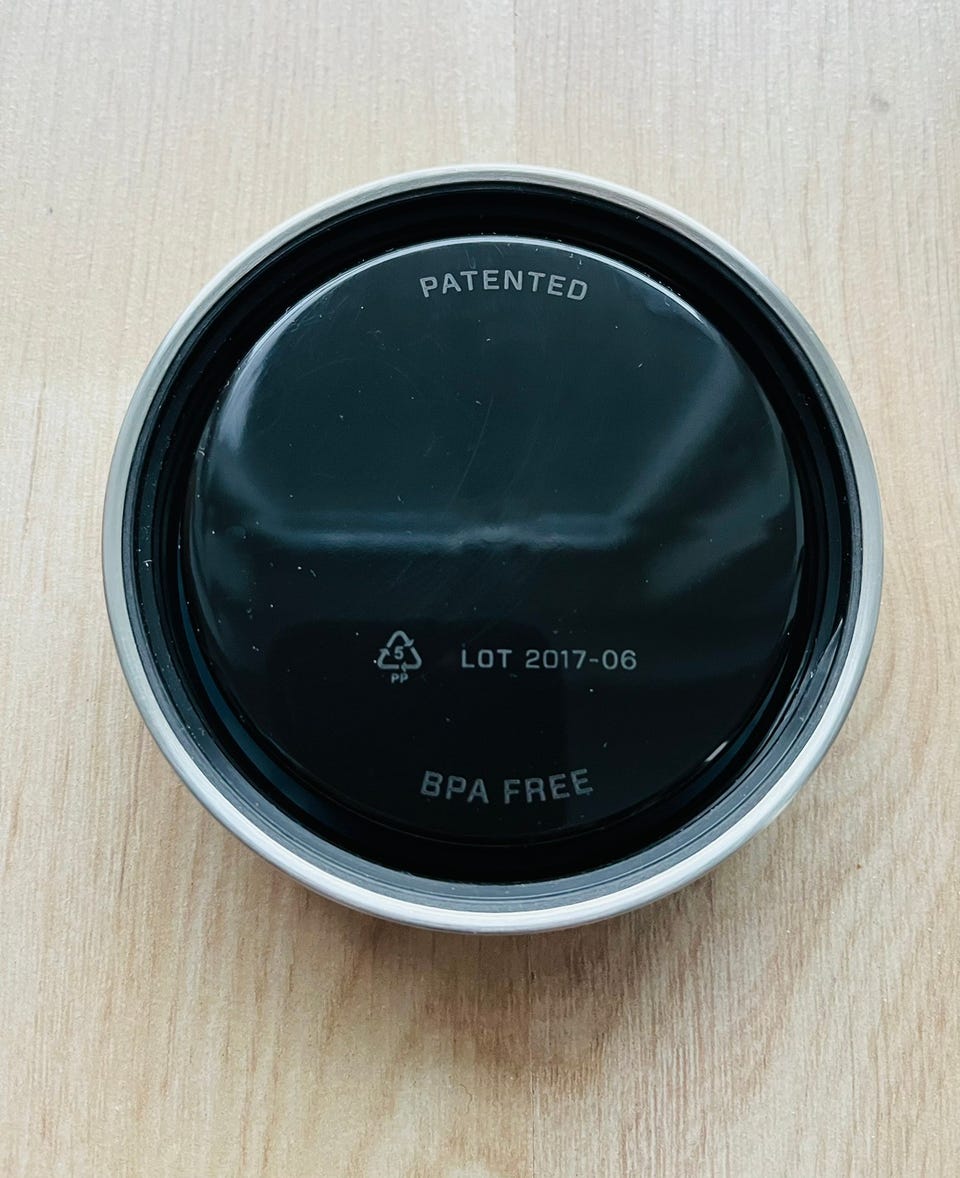 PATENTED
5 LOT 2017-06
PP
BPA FREE